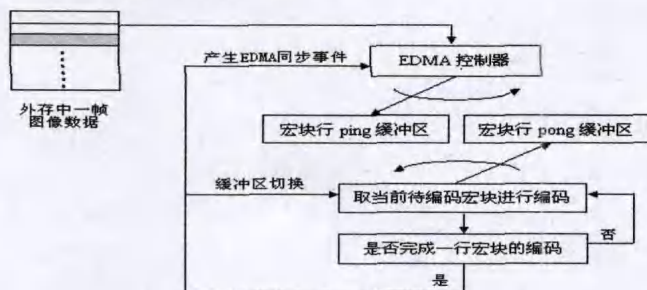 产生EDMA同步事件
EDMA 控制器
外存中一帧
图像数据
宏块行 ping 缓冲区
宏块行 pong 缓冲区
缓冲区切换
取当前待编码宏块进行编码
是否完成一行宏块的编码
否
是